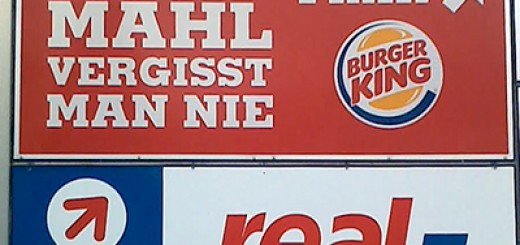 MAHL
VERGISST
MAN NIE
BURGER
KING
real